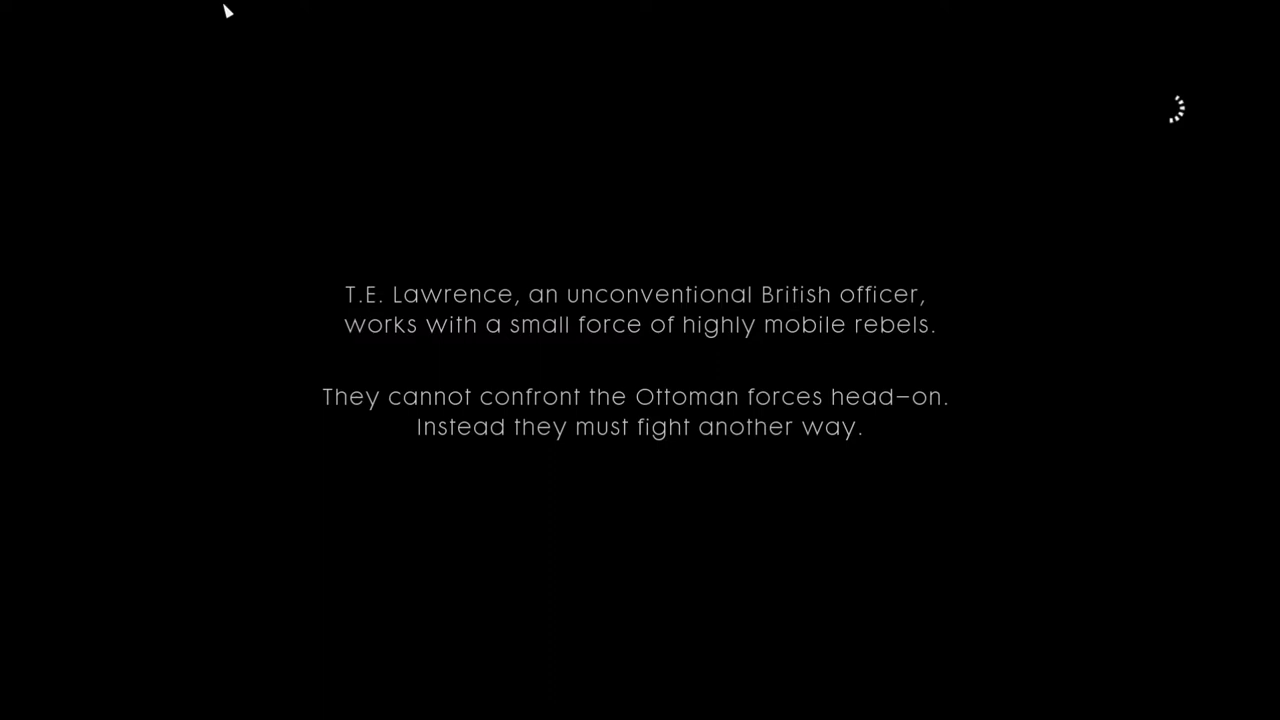 T.E. Lawrence, an unconventional British officer,
works with a small force of highly mobile rebels.
They cannot confront the Ottoman forces head-on.
Instead they must fight another way.